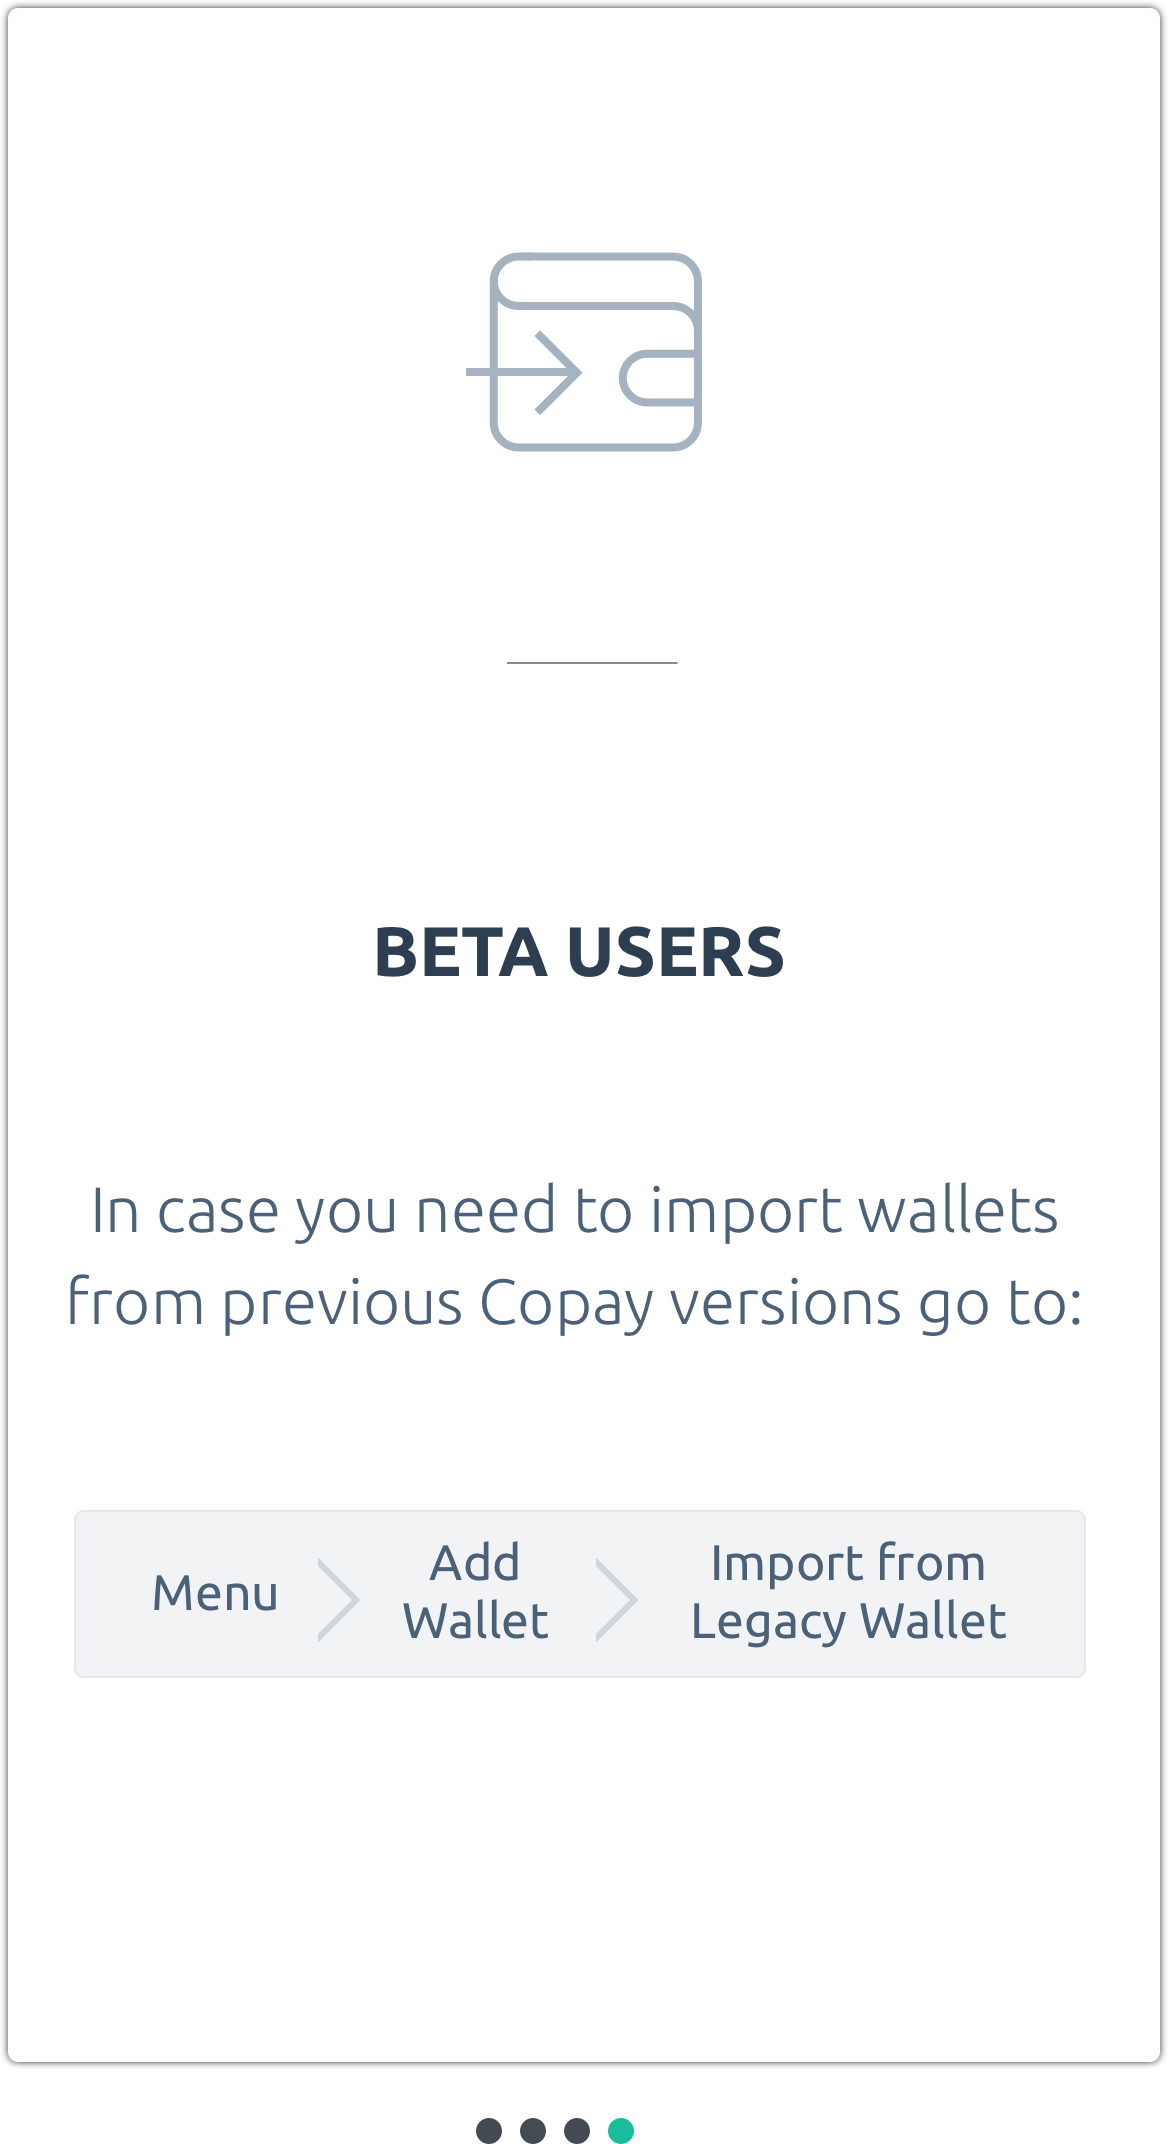 BETA USERS
In case you need to import wallets
from previous Copay versions go to:
Menu
Add
Wallet
Import from
Legacy Wallet